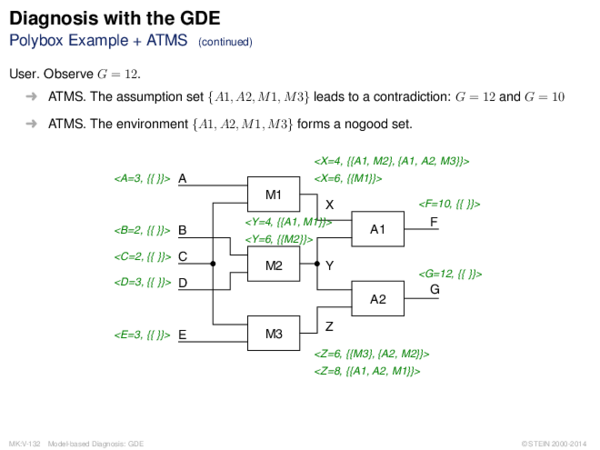 Diagnosis with the GDE
Polybox Example + ATMS (continued)
User. Observe G = 12.
➜ ATMS. The assumption set {A1, A2, M1, M3} leads to a contradiction: G = 12 and G = 10
➜ ATMS. The environment {A1, A2, M1, M3} forms a nogood set.
<X=4, {{A1, M2}, {A1, A2, M3}}>
<A=3, {{ }}> A
<X=6, {{M1}}>
M1
X
<F=10, {{ }}>
<Y=4, {{A1, M1}}>
F
<B=2, {{ }}> B
A1
<Y=6, {{M2}}>
<C=2, {{ }}> C
M2
Y
<G=12, {{ }}>
<D=3, {{ }}> D
G
A2
Z
<E=3, {{ }}> E
M3
<Z=6, {{M3}, {A2, M2}}>
<Z=8, {{A1, A2, M1}}>
MK:V-132 Model-based Diagnosis: GDE
©STEIN 2000-2014